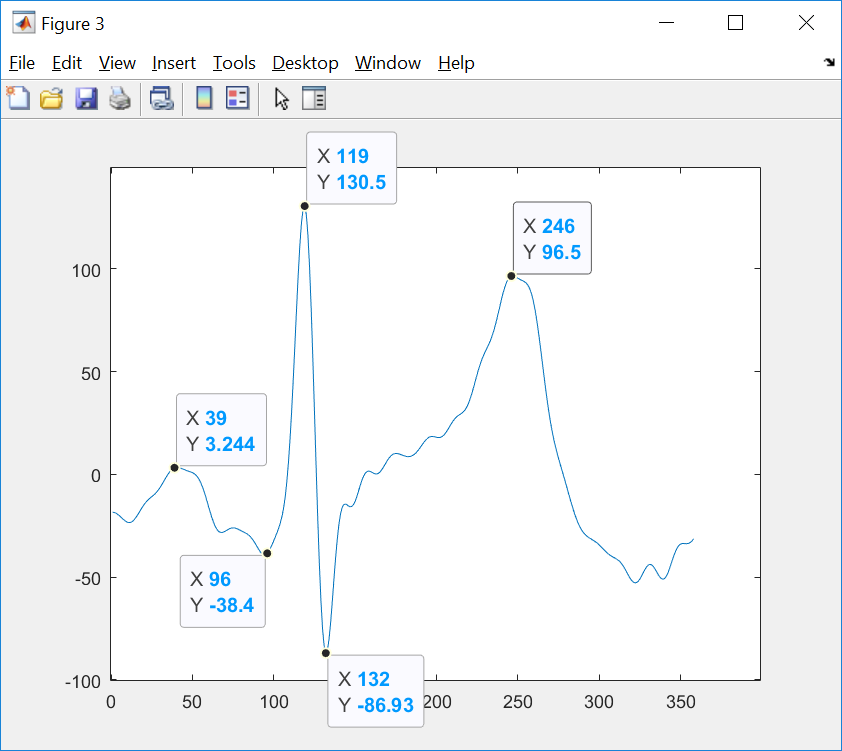 Figure 3
File Edit View Insert Tools Desktop Window Help
X 119
Y 130.5
X 246
Y 96.5
100
50
X 39
Y 3.244
0
X 96
Y -38.4
-50
X 132
Y -86.93
-100
0 50 100 200 250 300 350